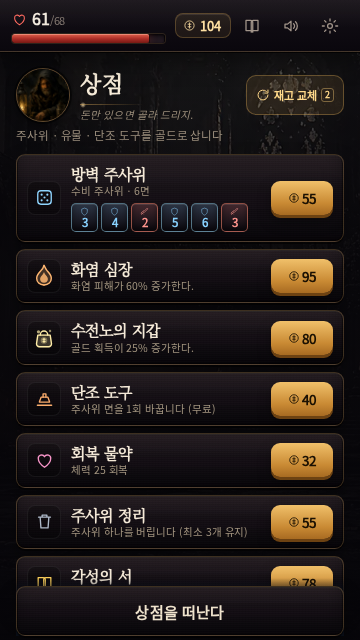 61/68
104
상점
돈만 있으면 골라 드리지.
재고 교체 2
주사위 · 유물 · 단조 도구를 골드로 삽니다
방벽 주사위
수비 주사위 · 6면
3 4 2 5 6 3
55
화염 심장
화염 피해가 60% 증가한다.
95
수전노의 지갑
골드 획득이 25% 증가한다.
80
단조 도구
주사위 면을 1회 바꿉니다 (무료)
40
회복 물약
체력 25 회복
32
주사위 정리
주사위 하나를 버립니다 (최소 3개 유지)
55
각성의 서
78
상점을 떠난다